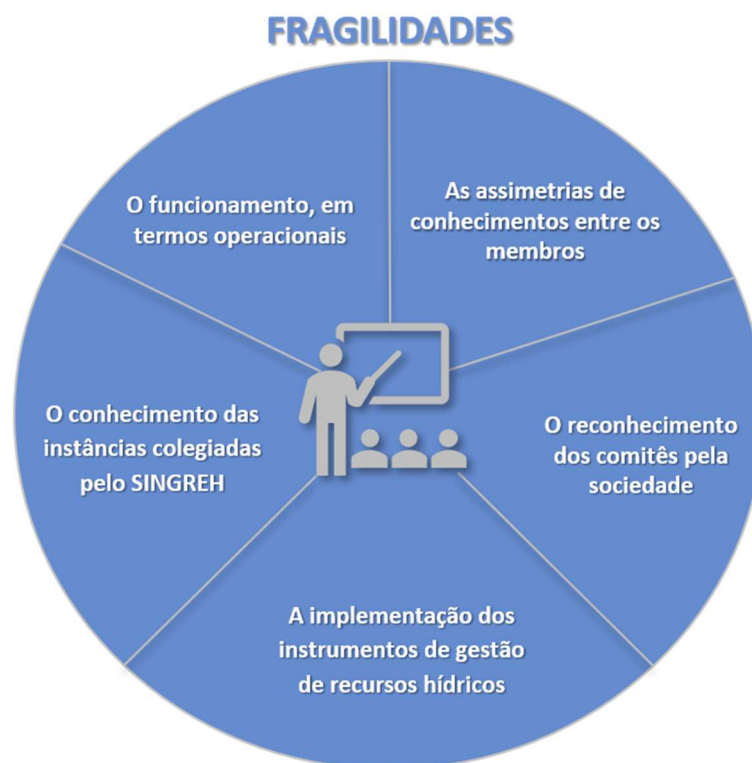 FRAGILIDADES
O funcionamento, em
termos operacionais
As assimetrias de
conhecimentos entre os
membros
O conhecimento das
instâncias colegiadas
pelo SINGREH
O reconhecimento
dos comitês pela
sociedade
A implementação dos
instrumentos de gestão
de recursos hídricos